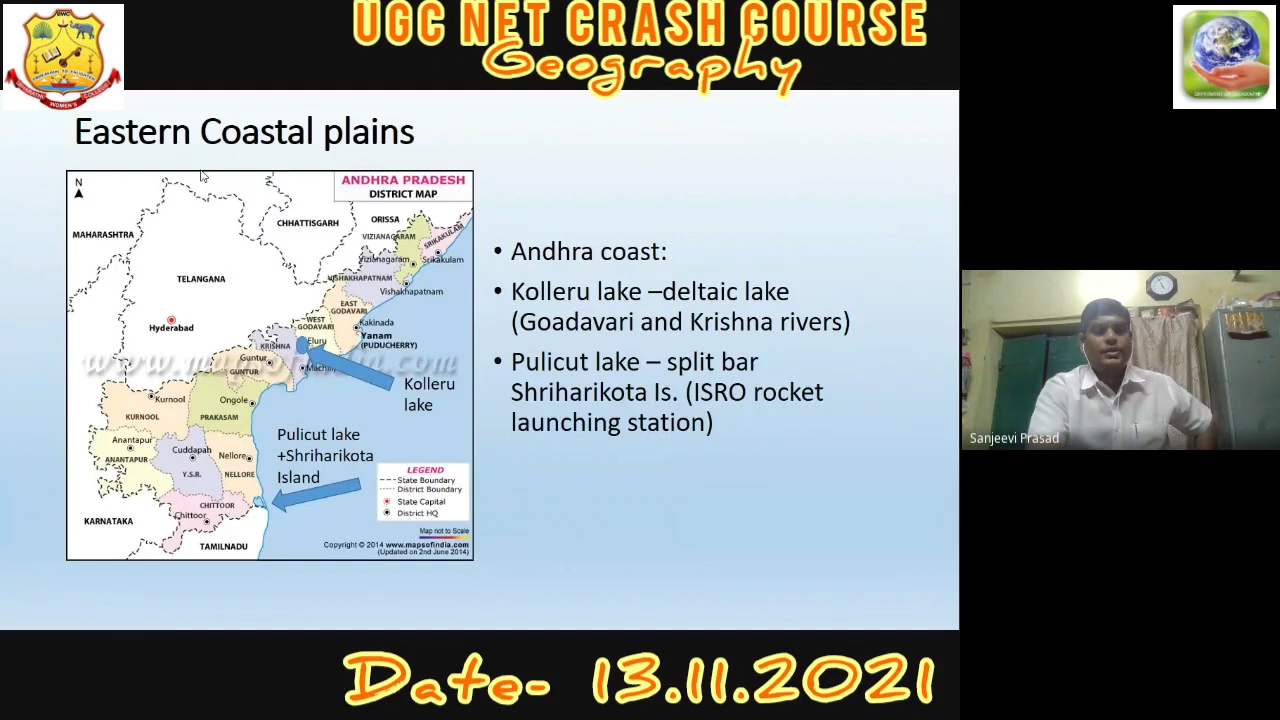 UGC NET CRASH COURSE
Geography
WOMEN'S
Eastern Coastal plains
N
ANDHRA PRADESH
DISTRICT MAP
MAHARASHTRA
CHHATTISGARH
ORISSA
VIZIANAGARAM
SRIKAKULAM
Vizianagaram
Srikakulam
TELANGANA
VISHAKHAPATNAM
Vishakhapatnam
EAST
GODAVARI
WEST
GODAVARI
Kakinada
Hyderabad
Yanam
(PUDUCHERRY)
KRISHNA
Eluru
Guntur
GUNTUR
Machili
Kolleru
lake
Kurnool
Ongole
KURNOOL
PRAKASAM
Pulicut lake
+Shriharikota
Island
Anantapur
ANANTAPUR
Cuddapah
Y.S.R.
Nellore
NELLORE
CHITTOOR
Chittoor
KARNATAKA
TAMILNADU
LEGEND
State Boundary
District Boundary
State Capital
District HQ
Map not to Scale
Copyright © 2014 www.mapsofindia.com
(Updated on 2nd June 2014)
• Andhra coast:
• Kolleru lake –deltaic lake
(Goadavari and Krishna rivers)
• Pulicut lake – split bar
Shriharikota Is. (ISRO rocket
launching station)
Sanjeevi Prasad
Date- 13.11.2021